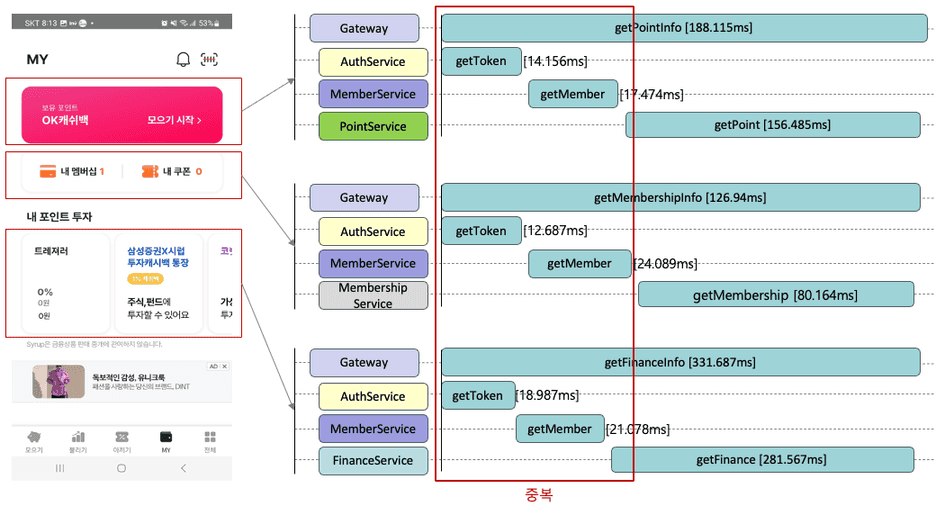 SKT 8:13
53%
MY
보유 포인트
OK캐쉬백
모으기 시작 >
내 멤버십 1
내 쿠폰 0
내 포인트 투자
트레져러
0%
0원
0원
삼성증권X시럽
투자캐시백 통장
주식,펀드에
투자할 수 있어요
Syrup은 금융상품 판매 중개에 관여하지 않습니다.
AD X
독보적인 감성, 유니크룩
패션을 사랑하는 당신의 브랜드, DINT
모으기
불리기
아끼기
MY
전체
Gateway
getPointInfo [188.115ms]
AuthService
getToken [14.156ms]
MemberService
getMember [17.474ms]
PointService
getPoint [156.485ms]
Gateway
getMembershipInfo [126.94ms]
AuthService
getToken [12.687ms]
MemberService
getMember [24.089ms]
Membership
Service
getMembership [80.164ms]
Gateway
getFinanceInfo [331.687ms]
AuthService
getToken [18.987ms]
MemberService
getMember [21.078ms]
FinanceService
getFinance [281.567ms]
중복